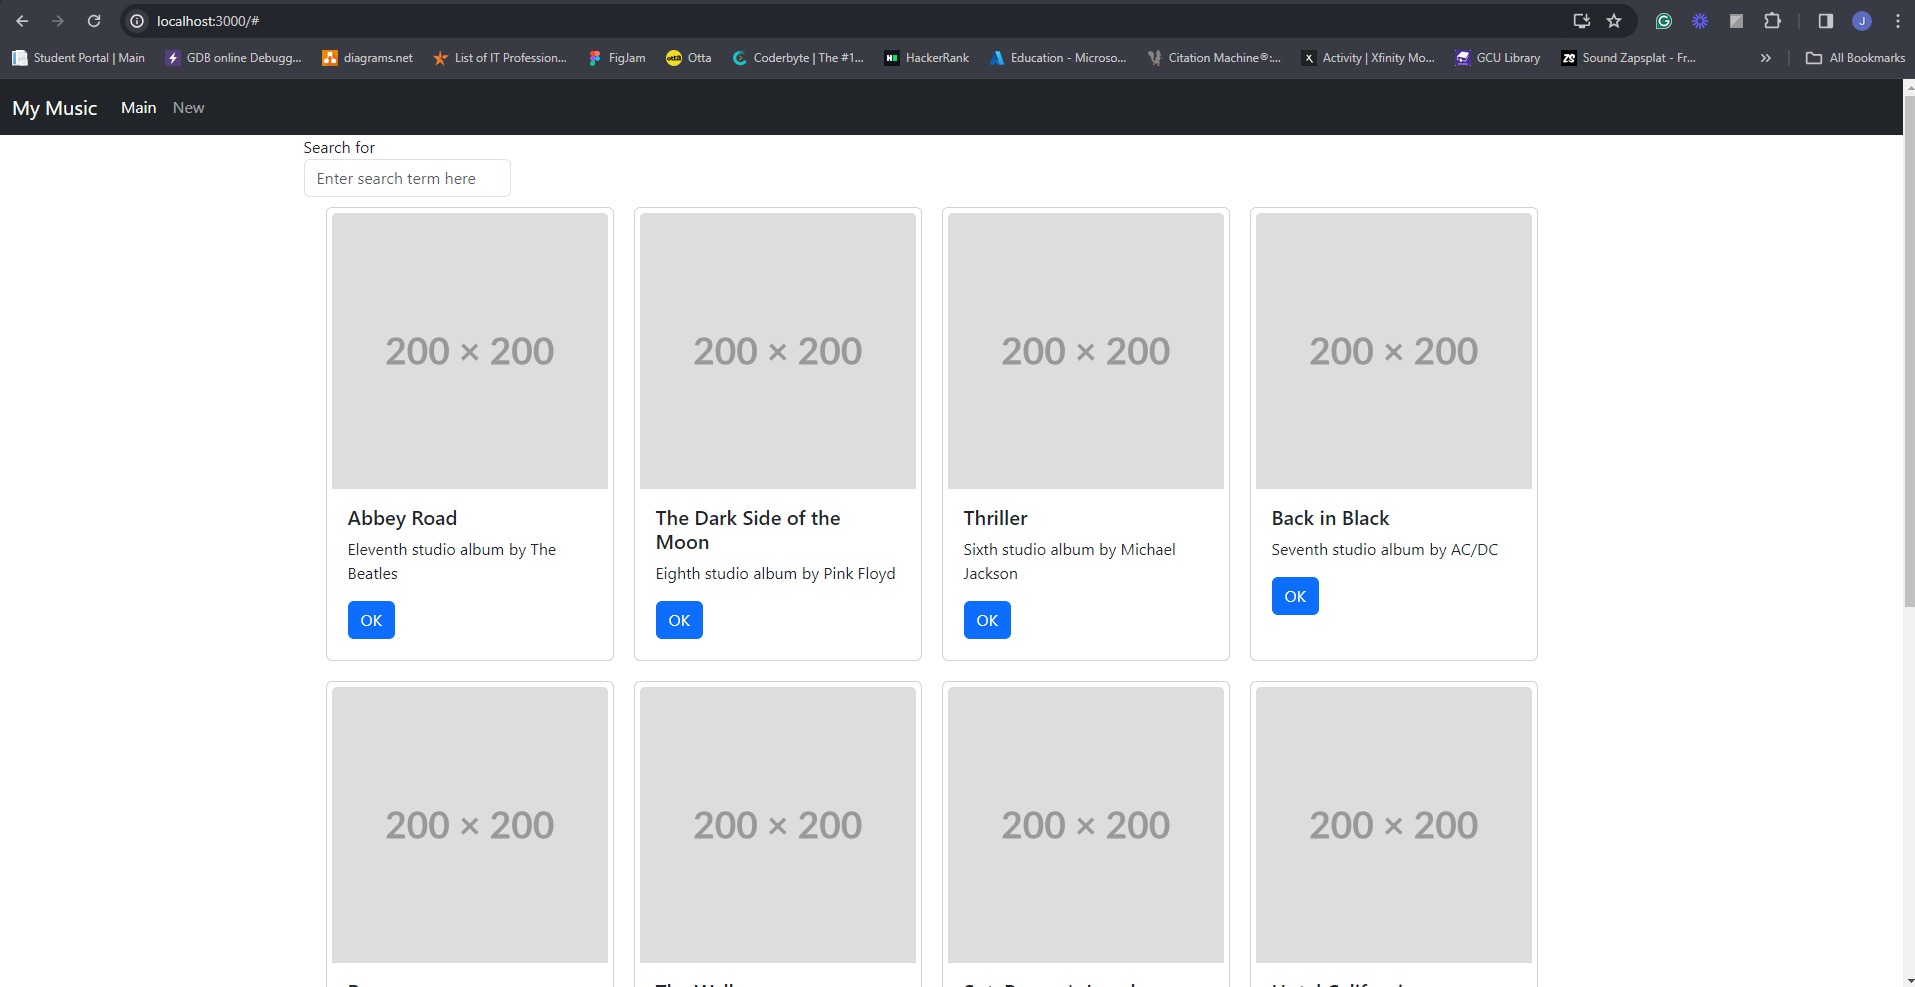 localhost:3000/#
J
Student Portal | Main
GDB online Debugg...
diagrams.net
List of IT Profession...
FigJam
otta
Otta
Coderbyte | The #1...
HackerRank
Education - Microso...
Citation Machine®:...
X
Activity | Xfinity Mo...
GCU Library
ZS
Sound Zapsplat - Fr...
All Bookmarks
My Music
Main
New
Search for
Enter search term here
200 × 200
200 × 200
200 × 200
200 × 200
Abbey Road
Eleventh studio album by The
Beatles
OK
The Dark Side of the
Moon
Eighth studio album by Pink Floyd
OK
Thriller
Sixth studio album by Michael
Jackson
OK
Back in Black
Seventh studio album by AC/DC
OK
200 × 200
200 × 200
200 × 200
200 × 200